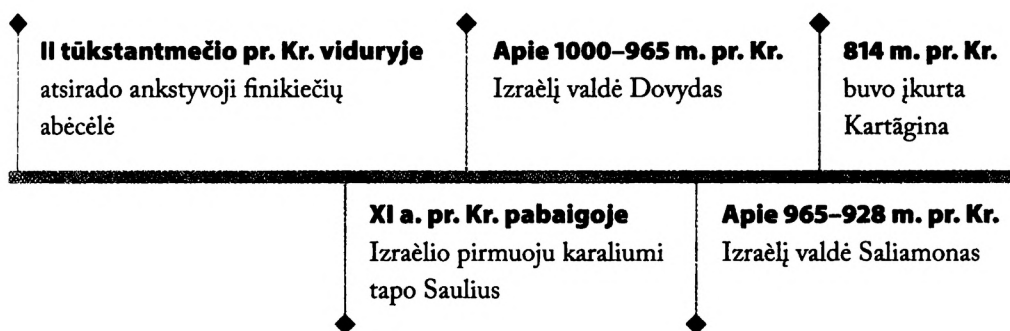 II tūkstantmečio pr. Kr. viduryje
atsirado ankstyvoji finikiečių
abėcėlė
Apie 1000–965 m. pr. Kr.
Izraèlį valdė Dovydas
814 m. pr. Kr.
buvo įkurta
Kartãgina
XI a. pr. Kr. pabaigoje
Izraèlio pirmuoju karaliumi
tapo Saulius
Apie 965–928 m. pr. Kr.
Izraèlį valdė Saliamonas